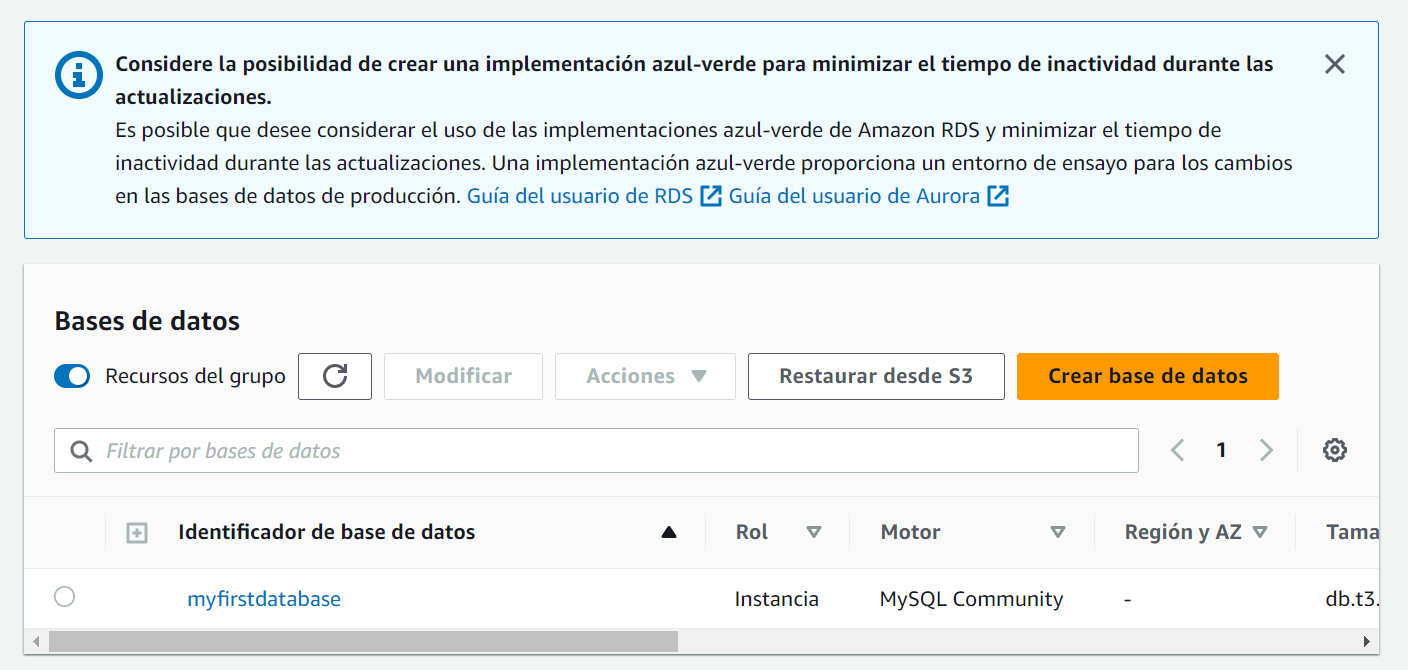 Considere la posibilidad de crear una implementación azul-verde para minimizar el tiempo de inactividad durante las
actualizaciones.
Es posible que desee considerar el uso de las implementaciones azul-verde de Amazon RDS y minimizar el tiempo de
inactividad durante las actualizaciones. Una implementación azul-verde proporciona un entorno de ensayo para los cambios
en las bases de datos de producción. Guía del usuario de RDS Guía del usuario de Aurora
Bases de datos
Recursos del grupo Modificar Acciones Restaurar desde S3 Crear base de datos
Filtrar por bases de datos 1
Identificador de base de datos Rol Motor Región y AZ Tama
myfirstdatabase Instancia MySQL Community - db.t3.